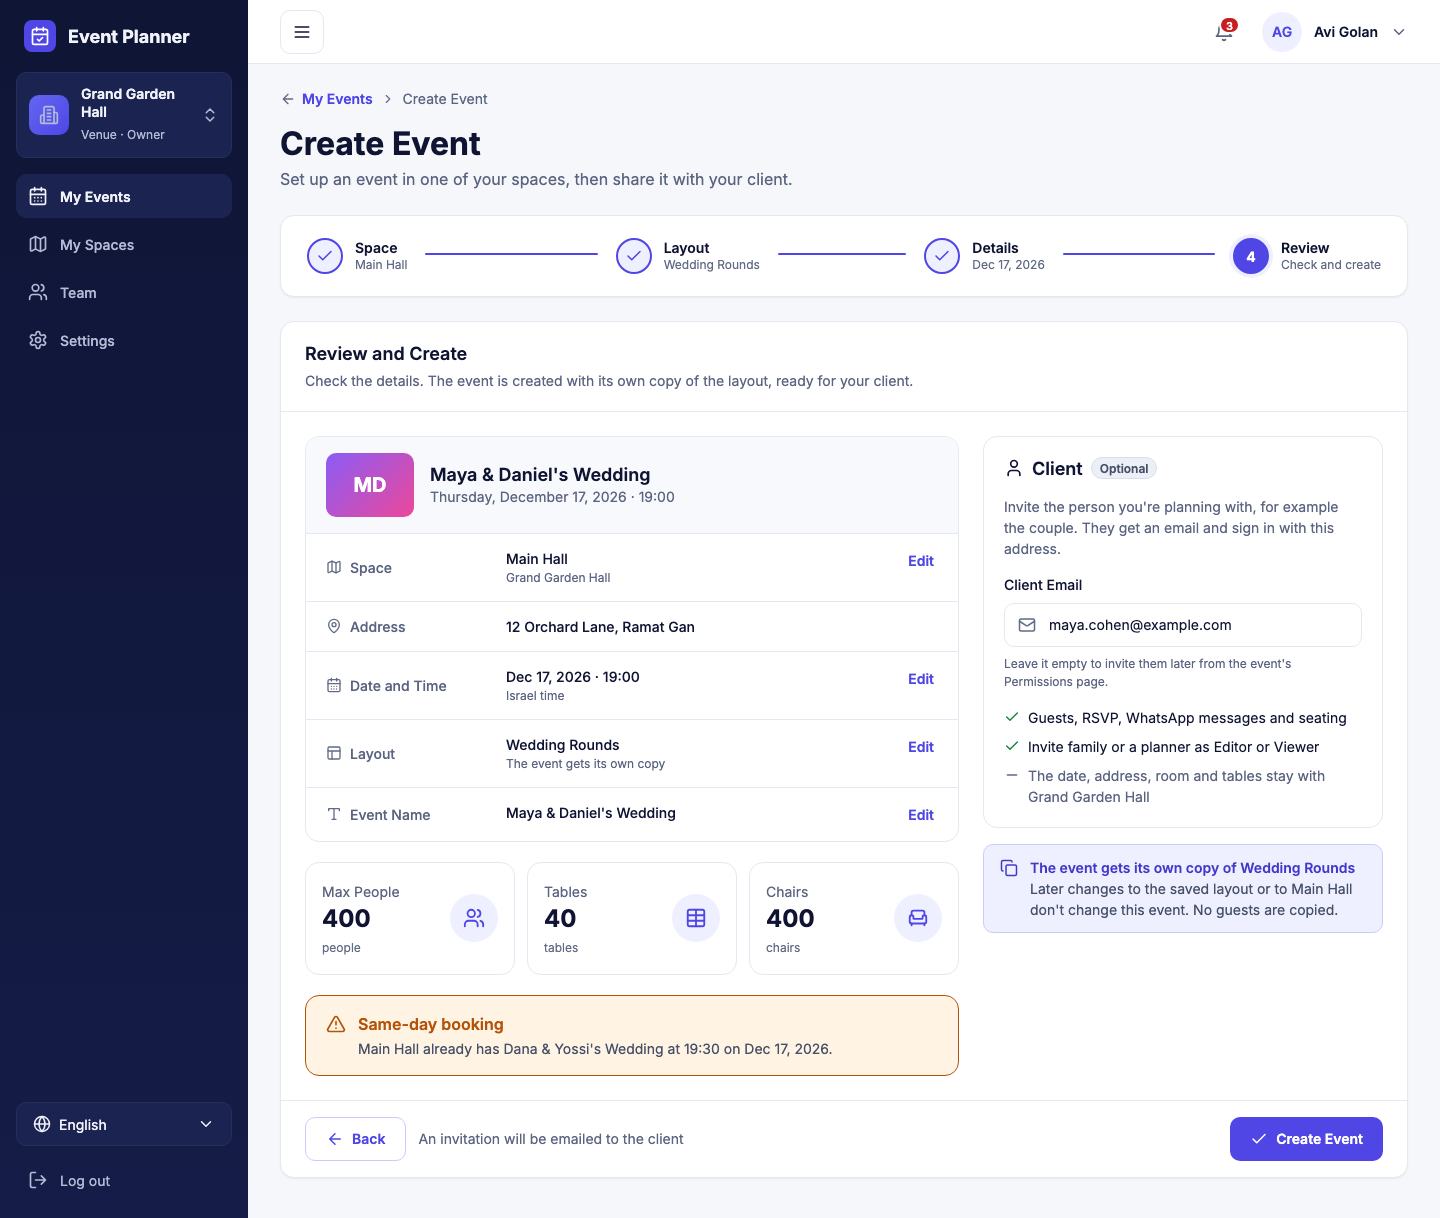 Event Planner
Grand Garden
Hall
Venue · Owner
My Events
My Spaces
Team
Settings
English
Log out
3
AG
Avi Golan
My Events
Create Event
Create Event
Set up an event in one of your spaces, then share it with your client.
Space
Main Hall
Layout
Wedding Rounds
Details
Dec 17, 2026
4
Review
Check and create
Review and Create
Check the details. The event is created with its own copy of the layout, ready for your client.
MD
Maya & Daniel's Wedding
Thursday, December 17, 2026 · 19:00
Space
Main Hall
Grand Garden Hall
Edit
Address
12 Orchard Lane, Ramat Gan
Date and Time
Dec 17, 2026 · 19:00
Israel time
Edit
Layout
Wedding Rounds
The event gets its own copy
Edit
Event Name
Maya & Daniel's Wedding
Edit
Max People
400
people
Tables
40
tables
Chairs
400
chairs
Same-day booking
Main Hall already has Dana & Yossi's Wedding at 19:30 on Dec 17, 2026.
Client
Optional
Invite the person you're planning with, for example
the couple. They get an email and sign in with this
address.
Client Email
maya.cohen@example.com
Leave it empty to invite them later from the event's
Permissions page.
Guests, RSVP, WhatsApp messages and seating
Invite family or a planner as Editor or Viewer
The date, address, room and tables stay with
Grand Garden Hall
The event gets its own copy of Wedding Rounds
Later changes to the saved layout or to Main Hall
don't change this event. No guests are copied.
Back
An invitation will be emailed to the client
Create Event